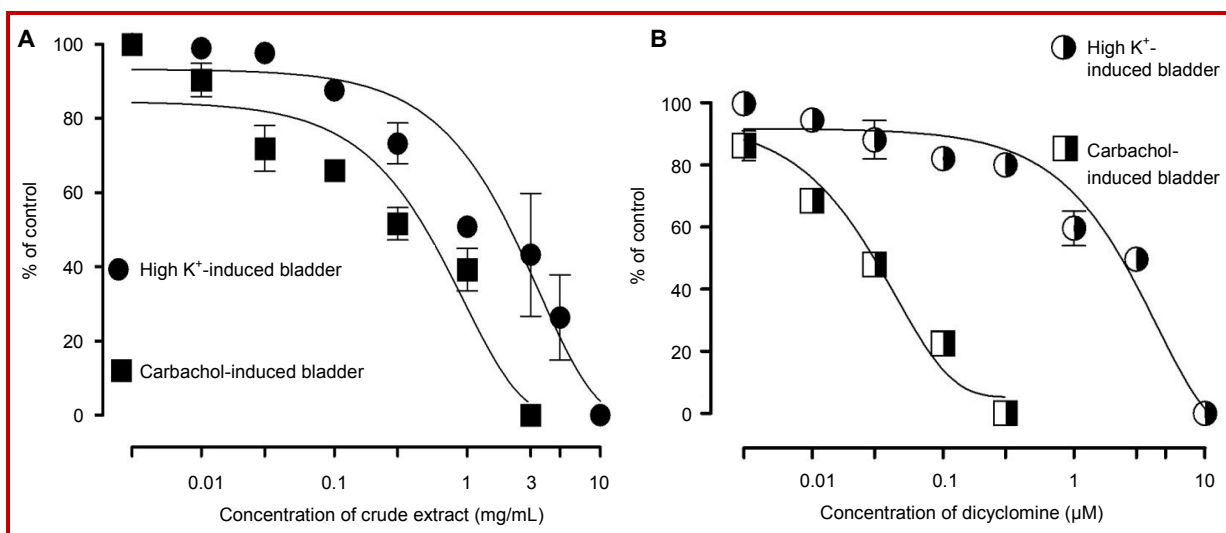 A
100
80
60
40
20
0
% of control
High K⁺-induced bladder
Carbachol-induced bladder
0.01 0.1 1 3 10
Concentration of crude extract (mg/mL)
B
High K⁺-
induced bladder
Carbachol-
induced bladder
100
80
60
40
20
0
% of control
0.01 0.1 1 10
Concentration of dicyclomine (µM)